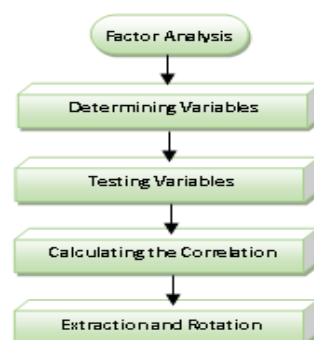 Factor Analysis
Determining Variables
Testing Variables
Calculating the Correlation
Extraction and Rotation